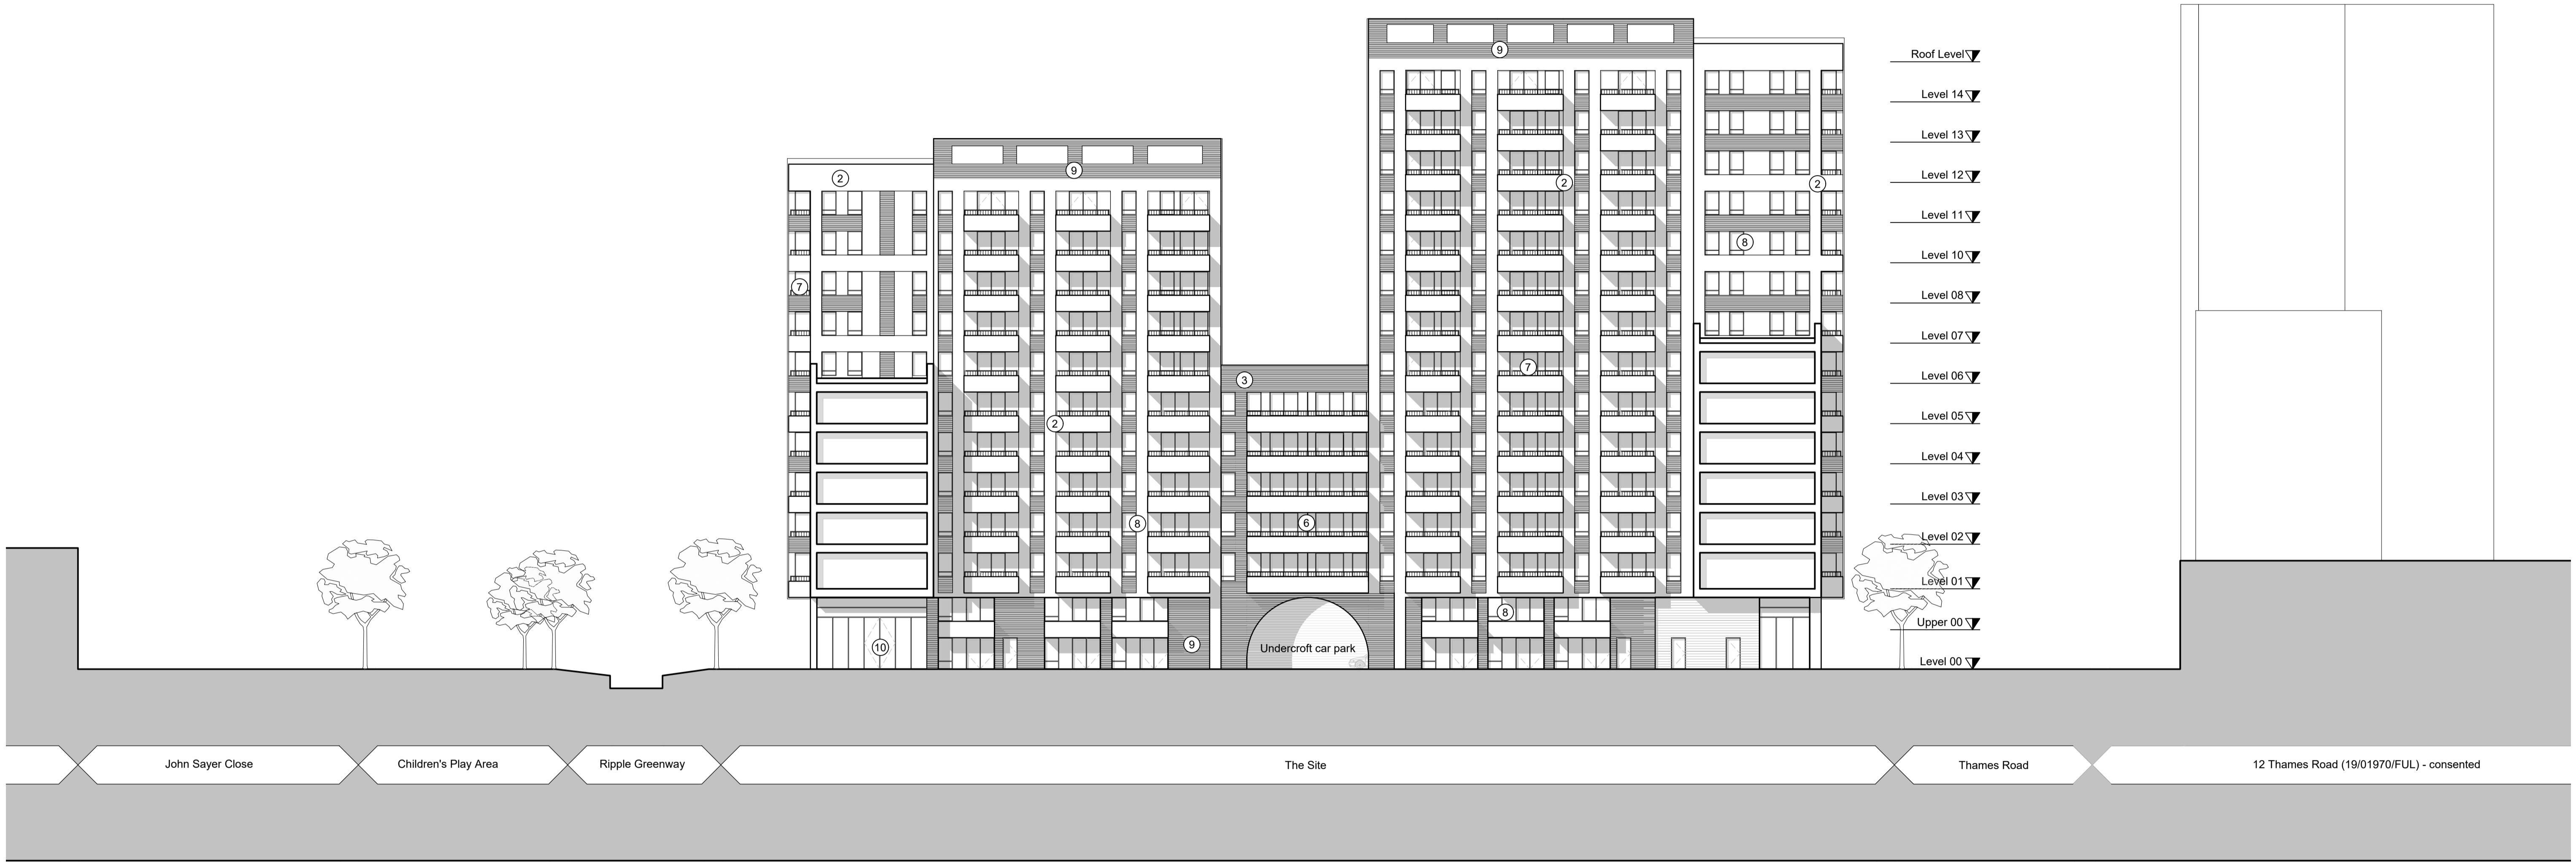 Roof Level
9
Level 14
Level 13
9
2
Level 12
2
2
Level 11
8
Level 10
7
Level 08
Level 07
7
3
Level 06
2
Level 05
Level 04
Level 03
8
6
Level 02
Level 01
8
Upper 00
10
9
Undercroft car park
Level 00
John Sayer Close
Children's Play Area
Ripple Greenway
The Site
Thames Road
12 Thames Road (19/01970/FUL) - consented